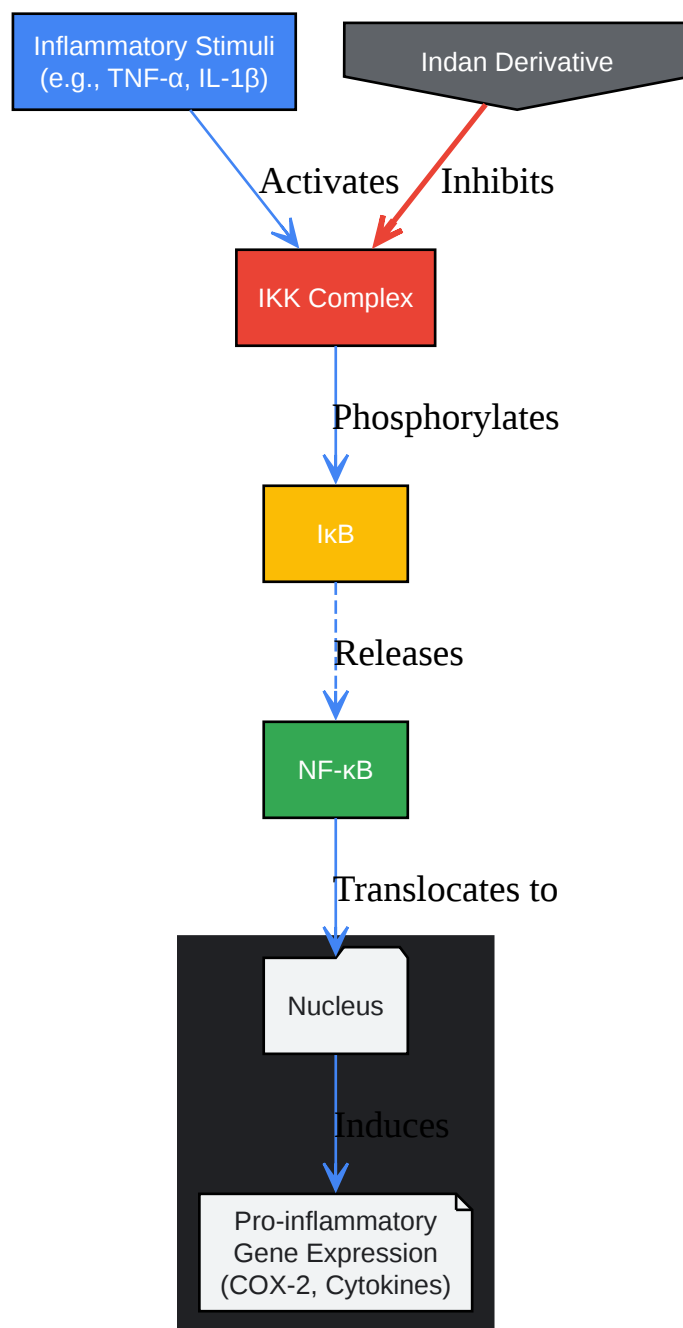 Inflammatory Stimuli
(e.g., TNF-α, IL-1β)
Indan Derivative
Activates
Inhibits
IKK Complex
Phosphorylates
IκB
Releases
NF-κB
Translocates to
Nucleus
Induces
Pro-inflammatory
Gene Expression
(COX-2, Cytokines)